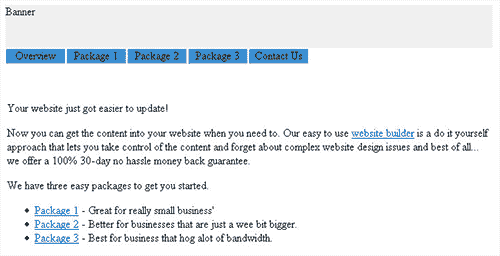 Banner
Overview Package 1 Package 2 Package 3 Contact Us
Your website just got easier to update!
Now you can get the content into your website when you need to. Our easy to use website builder is a do it yourself
approach that lets you take control of the content and forget about complex website design issues and best of all...
we offer a 100% 30-day no hassle money back guarantee.
We have three easy packages to get you started.
• Package 1 - Great for really small business'
• Package 2 - Better for businesses that are just a wee bit bigger.
• Package 3 - Best for business that hog alot of bandwidth.